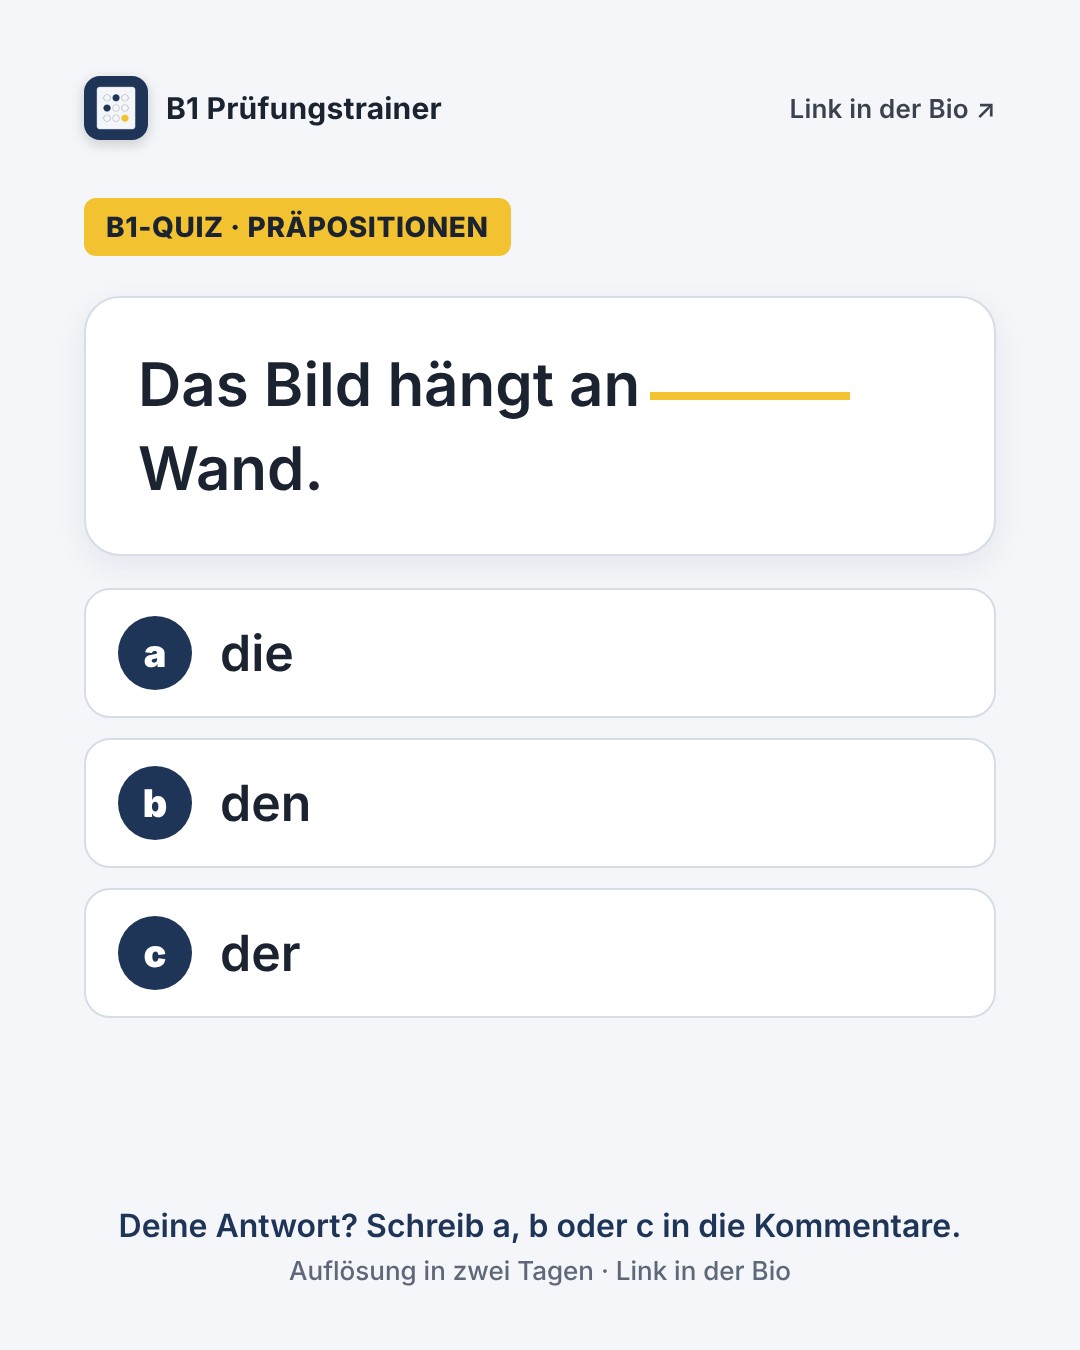 B1 Prüfungstrainer
Link in der Bio ↗
B1-QUIZ · PRÄPOSITIONEN
Das Bild hängt an ______
Wand.
a die
b den
c der
Deine Antwort? Schreib a, b oder c in die Kommentare.
Auflösung in zwei Tagen · Link in der Bio